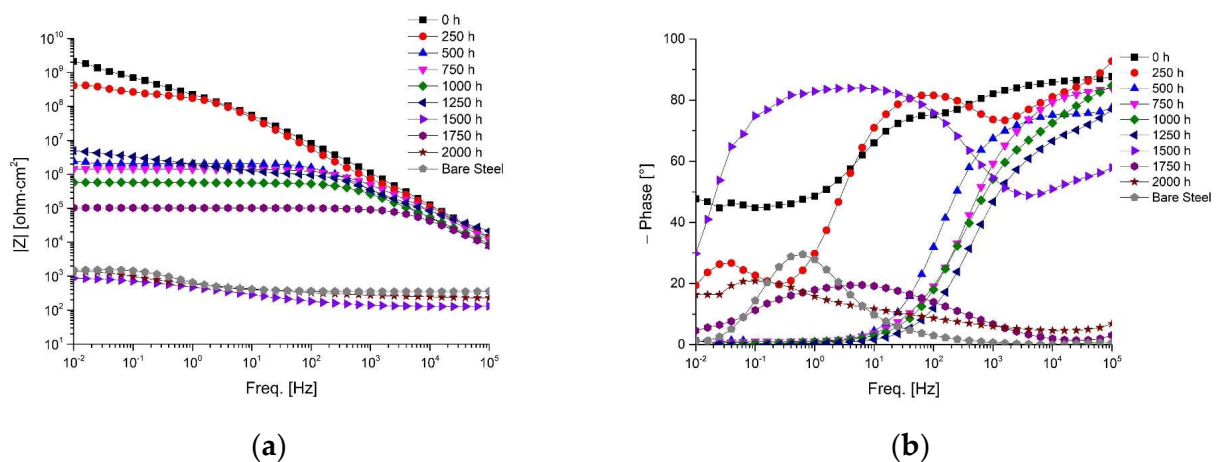 0 h
250 h
500 h
750 h
1000 h
1250 h
1500 h
1750 h
2000 h
Bare Steel
10^10
10^9
10^8
10^7
10^6
10^5
10^4
10^3
10^2
10^1
|Z| [ohm·cm^2]
10^-2 10^-1 10^0 10^1 10^2 10^3 10^4 10^5
Freq. [Hz]
(a)
100
80
60
40
20
0
− Phase [°]
10^-2 10^-1 10^0 10^1 10^2 10^3 10^4 10^5
Freq. [Hz]
0 h
250 h
500 h
750 h
1000 h
1250 h
1500 h
1750 h
2000 h
Bare Steel
(b)